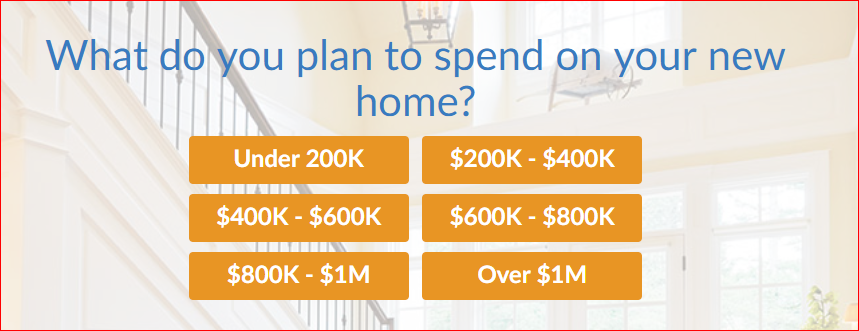 What do you plan to spend on your new
home?
Under 200K
$200K - $400K
$400K - $600K
$600K - $800K
$800K - $1M
Over $1M